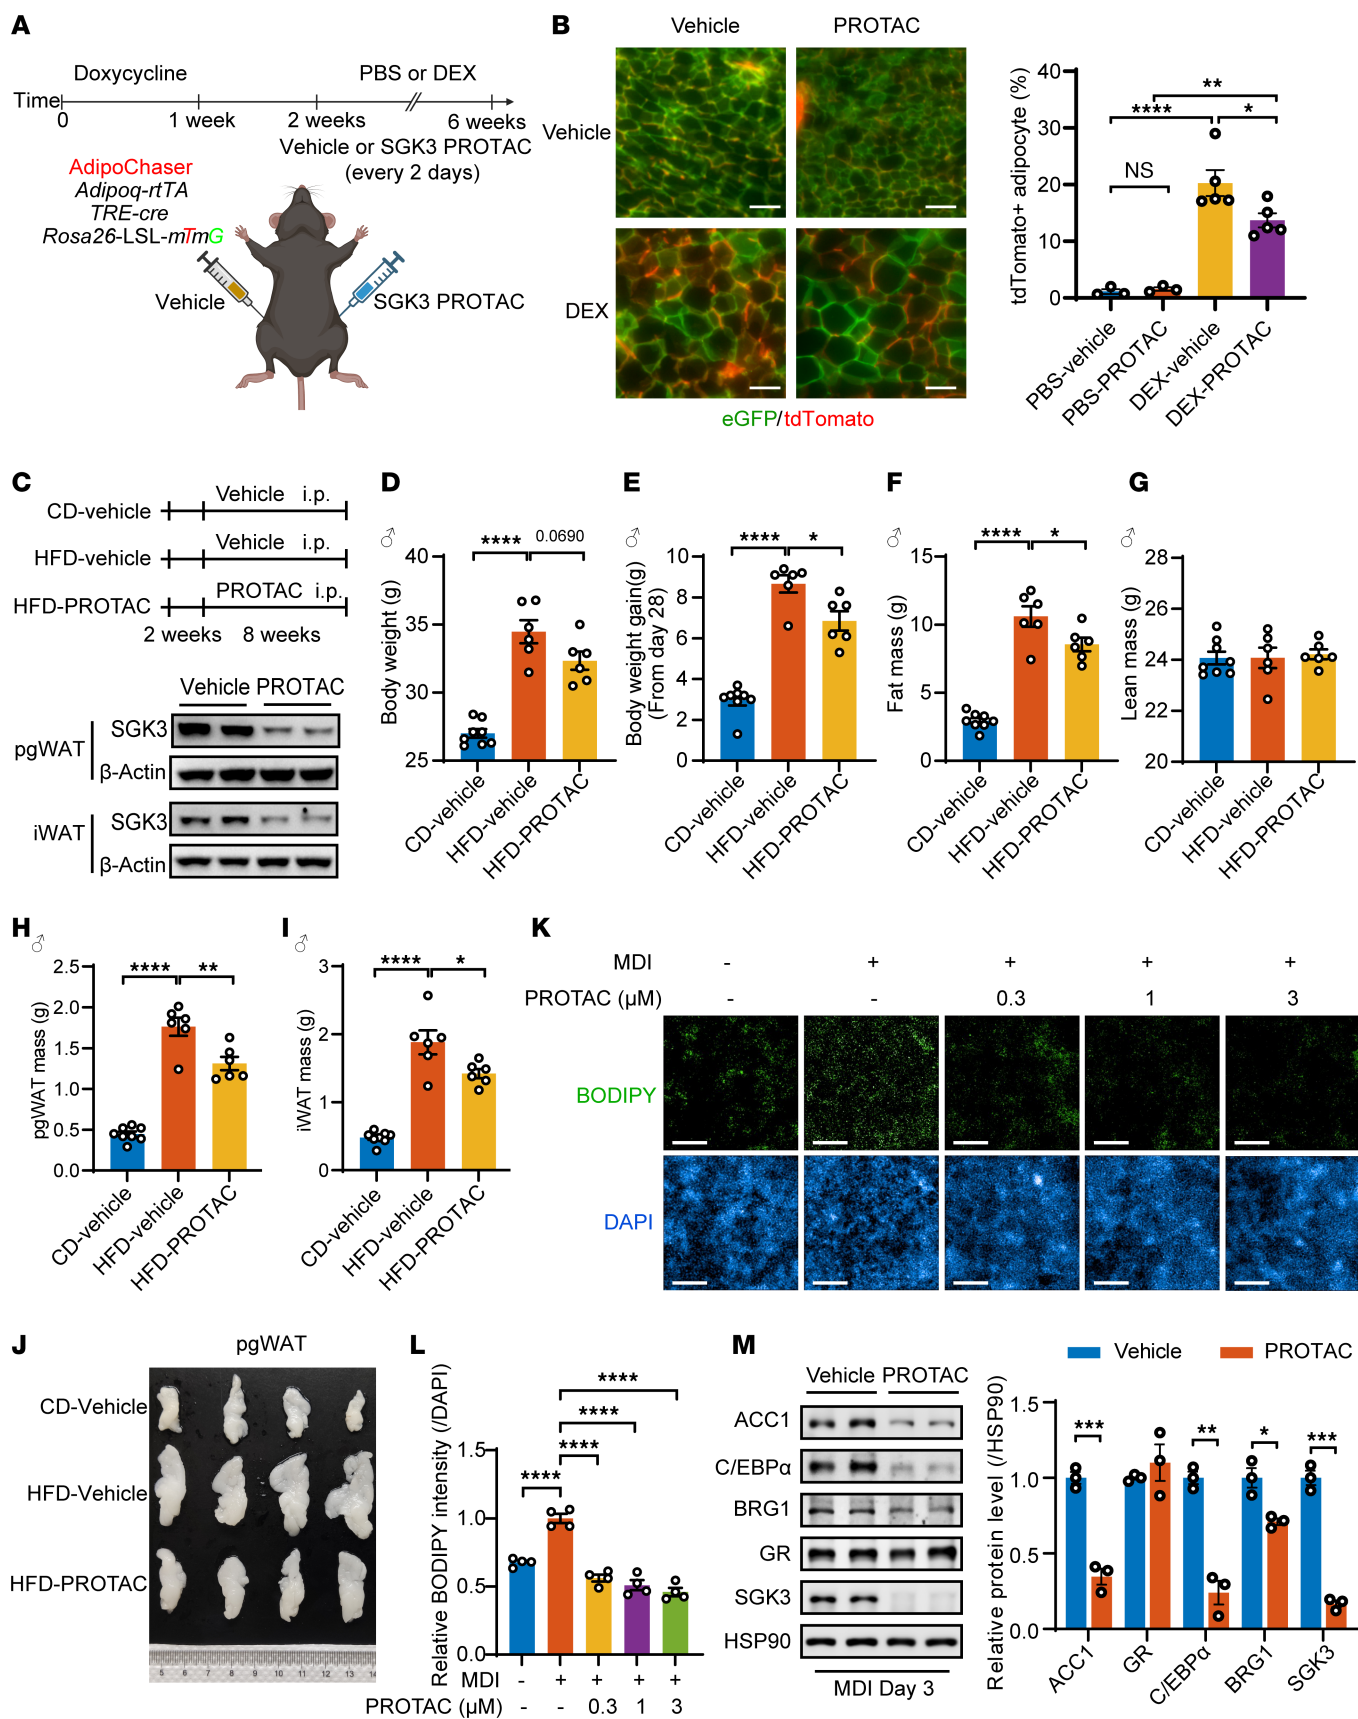 A
Doxycycline
PBS or DEX
Time
0
1 week
2 weeks
6 weeks
Vehicle or SGK3 PROTAC
(every 2 days)
AdipoChaser
Adipoq-rtTA
TRE-cre
Rosa26-LSL-mTmG
Vehicle
SGK3 PROTAC
B
Vehicle
PROTAC
Vehicle
DEX
eGFP/tdTomato
tdTomato+ adipocyte (%)
40
30
20
10
0
**
****
*
NS
PBS-vehicle
PBS-PROTAC
DEX-vehicle
DEX-PROTAC
C
CD-vehicle
Vehicle i.p.
HFD-vehicle
Vehicle i.p.
HFD-PROTAC
PROTAC i.p.
2 weeks
8 weeks
Vehicle PROTAC
pgWAT
SGK3
β-Actin
iWAT
SGK3
β-Actin
D
♂
Body weight (g)
40
35
30
25
****
0.0690
CD-vehicle
HFD-vehicle
HFD-PROTAC
E
♂
Body weight gain(g)
(From day 28)
10
8
6
4
2
0
****
*
CD-vehicle
HFD-vehicle
HFD-PROTAC
F
♂
Fat mass (g)
15
10
5
0
****
*
CD-vehicle
HFD-vehicle
HFD-PROTAC
G
♂
Lean mass (g)
28
26
24
22
20
CD-vehicle
HFD-vehicle
HFD-PROTAC
H
♂
pgWAT mass (g)
2.5
2.0
1.5
1.0
0.5
0.0
****
**
CD-vehicle
HFD-vehicle
HFD-PROTAC
I
♂
iWAT mass (g)
3
2
1
0
****
*
CD-vehicle
HFD-vehicle
HFD-PROTAC
K
MDI - + + + +
PROTAC (μM) - - 0.3 1 3
BODIPY
DAPI
J
pgWAT
CD-Vehicle
HFD-Vehicle
HFD-PROTAC
5 6 7 8 9 10 11 12 13 14
L
Relative BODIPY intensity (/DAPI)
1.5
1.0
0.5
0.0
****
****
****
****
MDI - + + + +
PROTAC (μM) - - 0.3 1 3
M
Vehicle PROTAC
ACC1
C/EBPα
BRG1
GR
SGK3
HSP90
MDI Day 3
Vehicle
PROTAC
Relative protein level (/HSP90)
1.5
1.0
0.5
0.0
***
**
*
***
ACC1
GR
C/EBPα
BRG1
SGK3